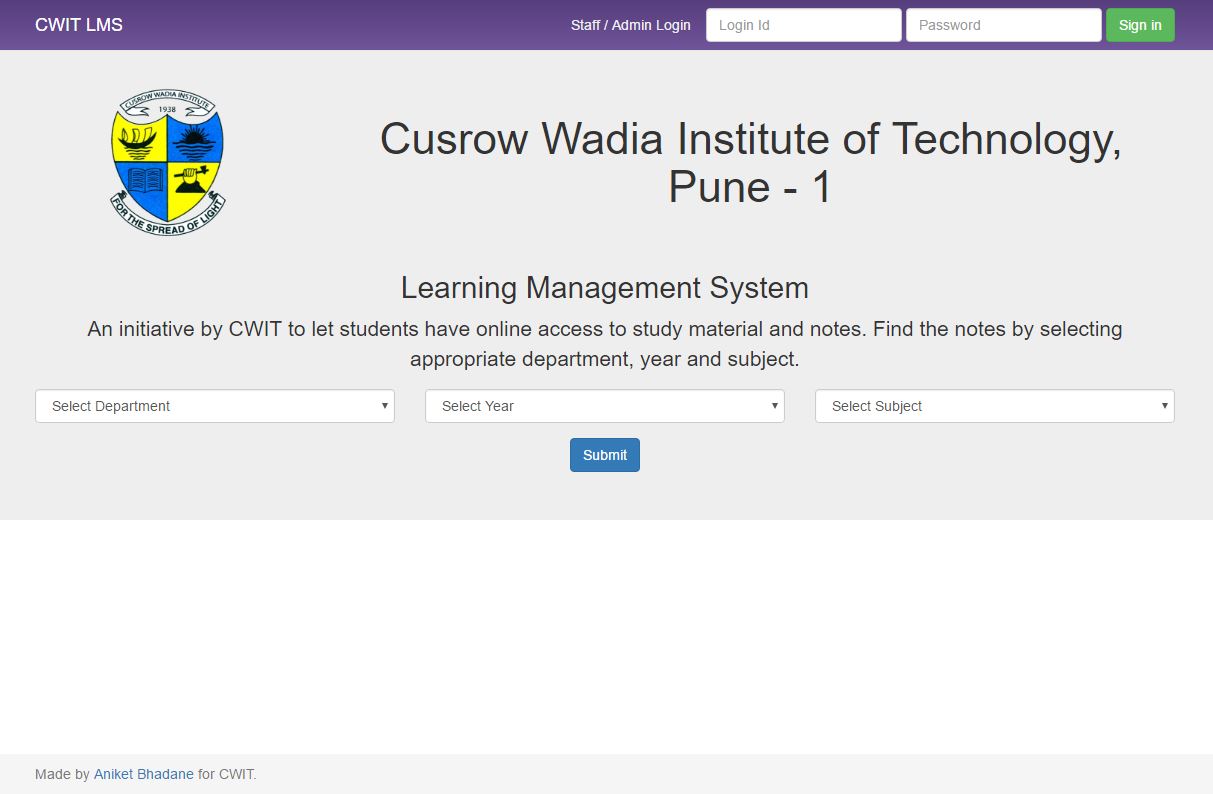 CWIT LMS
Staff / Admin Login
Login Id
Password
Sign in
CUSROW WADIA INSTITUTE
1938
FOR THE SPREAD OF LIGHT
Cusrow Wadia Institute of Technology,
Pune - 1
Learning Management System
An initiative by CWIT to let students have online access to study material and notes. Find the notes by selecting
appropriate department, year and subject.
Select Department
Select Year
Select Subject
Submit
Made by Aniket Bhadane for CWIT.